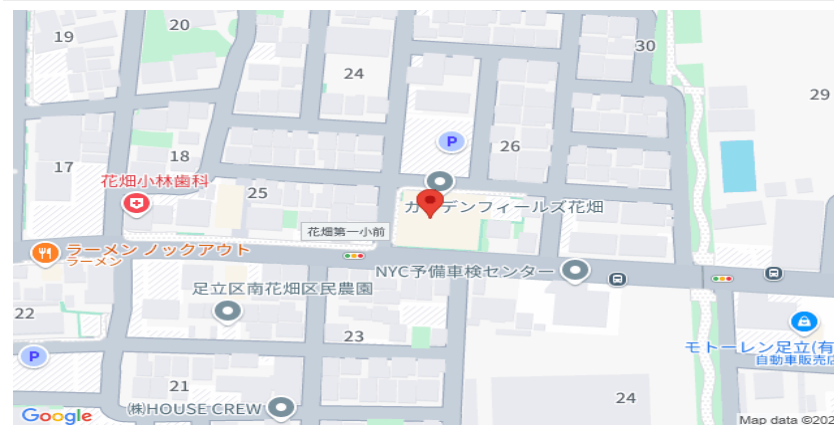 19
20
30
24
29
17
18
26
P
花畑小林歯科
25
ガーデンフィールズ花畑
花畑第一小前
ラーメン ノックアウト
ラーメン
NYC予備車検センター
足立区南花畑区民農園
22
23
モトーレン足立(有
自動車販売店
P
21
24
(株)HOUSE CREW
Google
Map data ©202